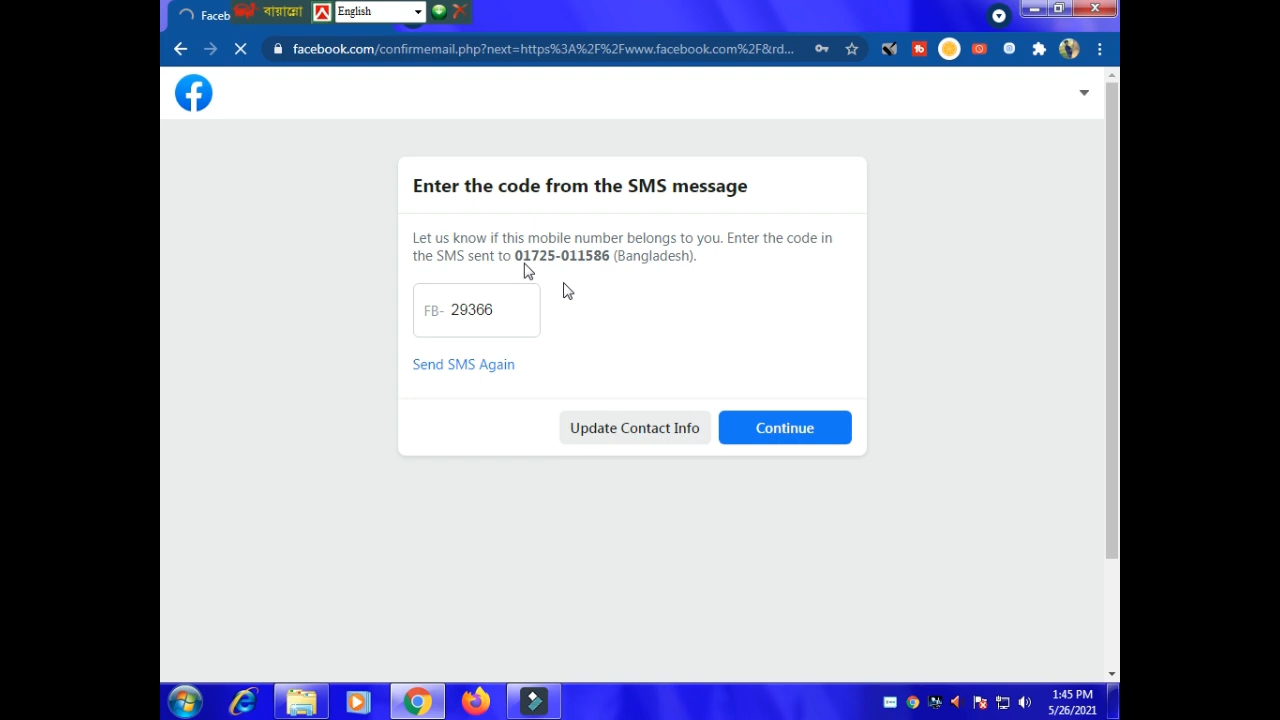 Faceb
বায়ান্নো
English
facebook.com/confirmemail.php?next=https%3A%2F%2Fwww.facebook.com%2F&rd...
Enter the code from the SMS message
Let us know if this mobile number belongs to you. Enter the code in
the SMS sent to 01725-011586 (Bangladesh).
FB- 29366
Send SMS Again
Update Contact Info
Continue
1:45 PM
5/26/2021